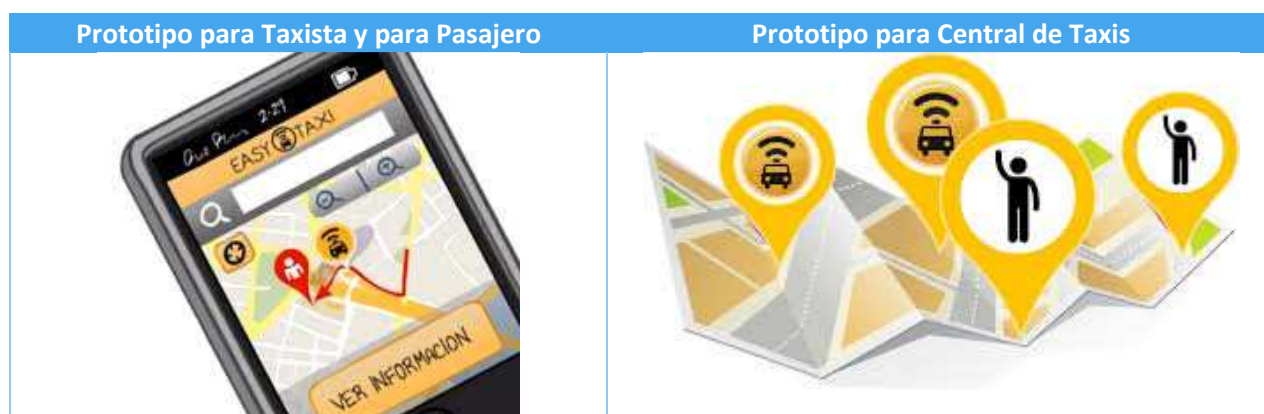 Prototipo para Taxista y para Pasajero
Prototipo para Central de Taxis
2:29
EASY TAXI
VER INFORMACION